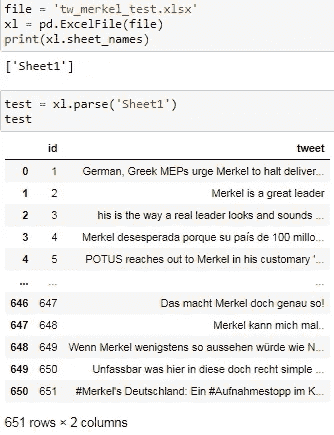 file = 'tw_merkel_test.xlsx'
xl = pd.ExcelFile(file)
print(xl.sheet_names)
['Sheet1']
test = xl.parse('Sheet1')
test
id tweet
0 1 German, Greek MEPs urge Merkel to halt deliver...
1 2 Merkel is a great leader
2 3 his is the way a real leader looks and sounds ...
3 4 Merkel desesperada porque su país de 100 millo...
4 5 POTUS reaches out to Merkel in his customary '...
... ... ...
646 647 Das macht Merkel doch genau so!
647 648 Merkel kann mich mal..
648 649 Wenn Merkel wenigstens so aussehen würde wie N...
649 650 Unfassbar was hier in diese doch recht simple ...
650 651 #Merkel's Deutschland: Ein #Aufnahmestopp im K...
651 rows × 2 columns